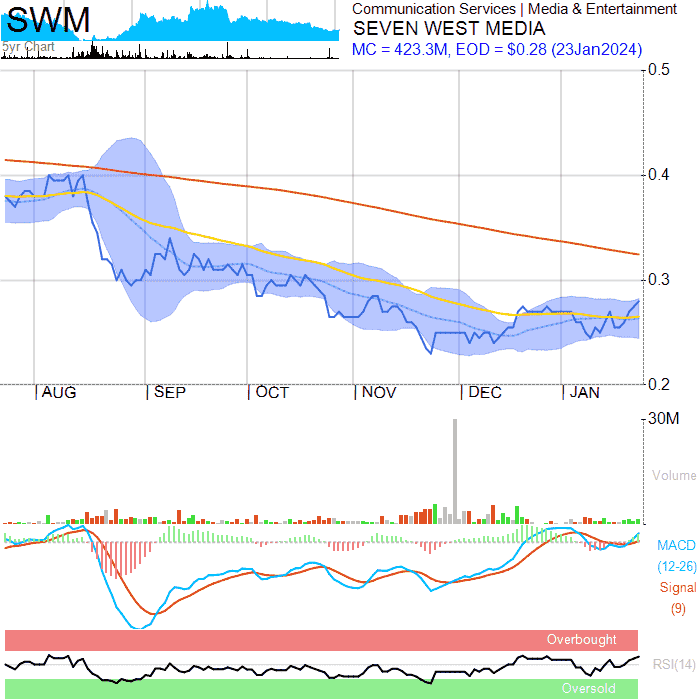 SWM
5yr Chart
Communication Services | Media & Entertainment
SEVEN WEST MEDIA
MC = 423.3M, EOD = $0.28 (23Jan2024)
0.5
0.4
0.3
0.2
| AUG | SEP | OCT | NOV | DEC | JAN
30M
Volume
MACD
(12-26)
Signal
(9)
Overbought
RSI(14)
Oversold